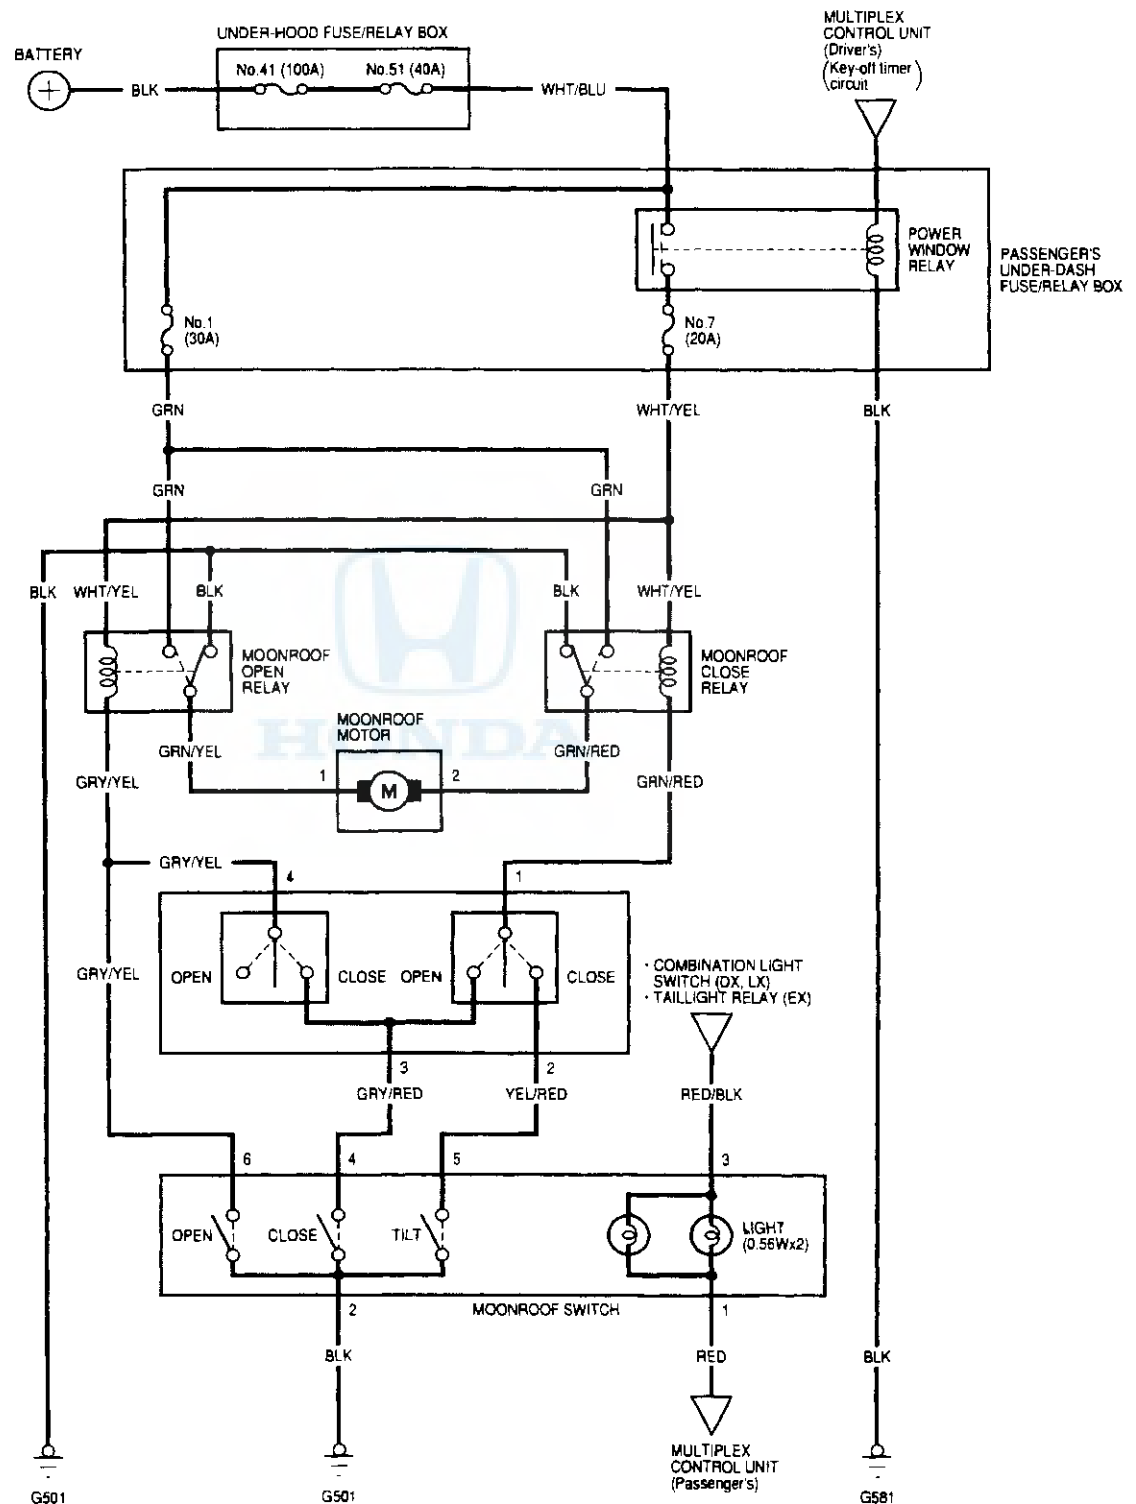 MULTIPLEX
CONTROL UNIT
(Driver's)
(Key-off timer
circuit)
UNDER-HOOD FUSE/RELAY BOX
BATTERY
No.41 (100A)
No.51 (40A)
BLK
WHT/BLU
POWER
WINDOW
RELAY
PASSENGER'S
UNDER-DASH
FUSE/RELAY BOX
No.1
(30A)
No.7
(20A)
GRN
WHT/YEL
BLK
GRN
GRN
BLK
WHT/YEL
BLK
BLK
WHT/YEL
MOONROOF
OPEN
RELAY
MOONROOF
CLOSE
RELAY
HONDA
MOONROOF
MOTOR
GRN/YEL
GRN/RED
GRY/YEL
1
M
2
GRN/RED
GRY/YEL
4
1
GRY/YEL
OPEN
CLOSE
OPEN
CLOSE
· COMBINATION LIGHT
SWITCH (DX, LX)
· TAILLIGHT RELAY (EX)
3
2
GRY/RED
YEL/RED
RED/BLK
6
4
5
3
OPEN
CLOSE
TILT
LIGHT
(0.56Wx2)
2
MOONROOF SWITCH
1
BLK
RED
BLK
MULTIPLEX
CONTROL UNIT
(Passenger's)
G501
G501
G581